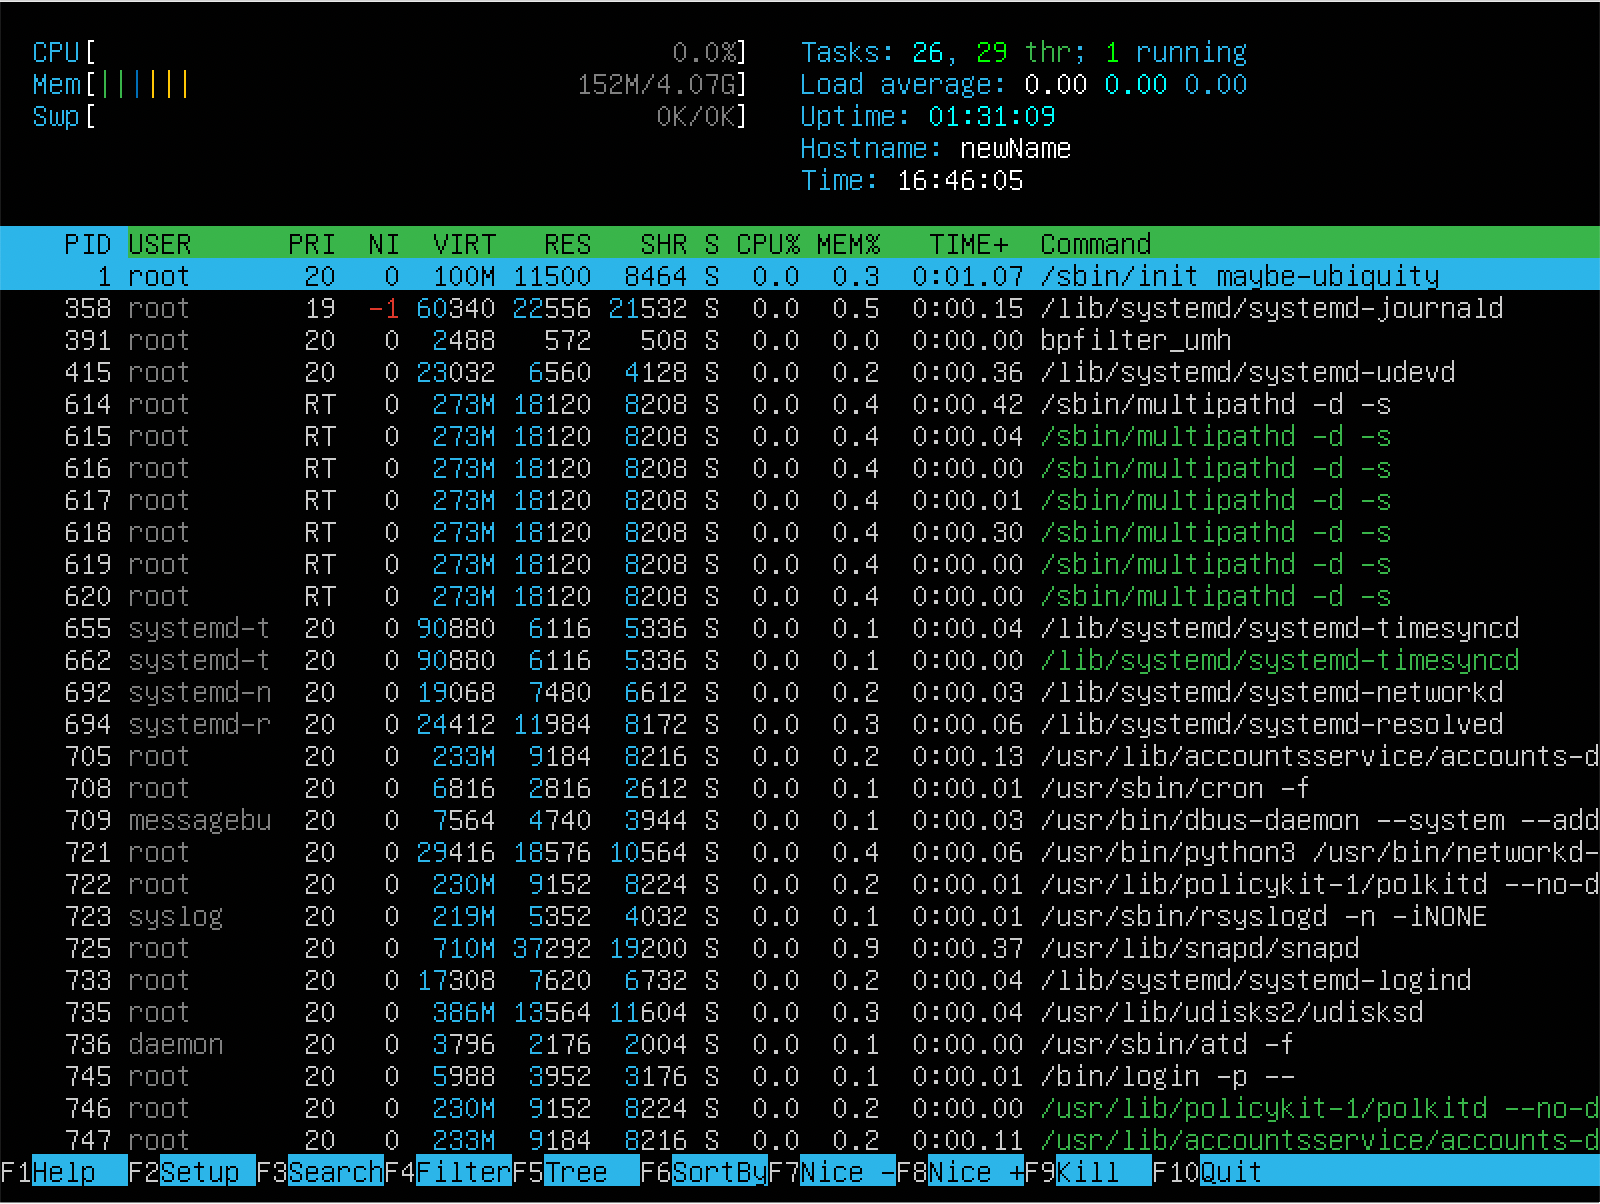 CPU[ 0.0%]
Mem[|||||| 152M/4.07G]
Swp[ 0K/0K]
Tasks: 26, 29 thr; 1 running
Load average: 0.00 0.00 0.00
Uptime: 01:31:09
Hostname: newName
Time: 16:46:05
PID USER PRI NI VIRT RES SHR S CPU% MEM% TIME+ Command
1 root 20 0 100M 11500 8464 S 0.0 0.3 0:01.07 /sbin/init maybe-ubiquity
358 root 19 -1 60340 22556 21532 S 0.0 0.5 0:00.15 /lib/systemd/systemd-journald
391 root 20 0 2488 572 508 S 0.0 0.0 0:00.00 bpfilter_umh
415 root 20 0 23032 6560 4128 S 0.0 0.2 0:00.36 /lib/systemd/systemd-udevd
614 root RT 0 273M 18120 8208 S 0.0 0.4 0:00.42 /sbin/multipathd -d -s
615 root RT 0 273M 18120 8208 S 0.0 0.4 0:00.04 /sbin/multipathd -d -s
616 root RT 0 273M 18120 8208 S 0.0 0.4 0:00.00 /sbin/multipathd -d -s
617 root RT 0 273M 18120 8208 S 0.0 0.4 0:00.01 /sbin/multipathd -d -s
618 root RT 0 273M 18120 8208 S 0.0 0.4 0:00.30 /sbin/multipathd -d -s
619 root RT 0 273M 18120 8208 S 0.0 0.4 0:00.00 /sbin/multipathd -d -s
620 root RT 0 273M 18120 8208 S 0.0 0.4 0:00.00 /sbin/multipathd -d -s
655 systemd-t 20 0 90880 6116 5336 S 0.0 0.1 0:00.04 /lib/systemd/systemd-timesyncd
662 systemd-t 20 0 90880 6116 5336 S 0.0 0.1 0:00.00 /lib/systemd/systemd-timesyncd
692 systemd-n 20 0 19068 7480 6612 S 0.0 0.2 0:00.03 /lib/systemd/systemd-networkd
694 systemd-r 20 0 24412 11984 8172 S 0.0 0.3 0:00.06 /lib/systemd/systemd-resolved
705 root 20 0 233M 9184 8216 S 0.0 0.2 0:00.13 /usr/lib/accountsservice/accounts-d
708 root 20 0 6816 2816 2612 S 0.0 0.1 0:00.01 /usr/sbin/cron -f
709 messagebu 20 0 7564 4740 3944 S 0.0 0.1 0:00.03 /usr/bin/dbus-daemon --system --add
721 root 20 0 29416 18576 10564 S 0.0 0.4 0:00.06 /usr/bin/python3 /usr/bin/networkd-
722 root 20 0 230M 9152 8224 S 0.0 0.2 0:00.01 /usr/lib/policykit-1/polkitd --no-d
723 syslog 20 0 219M 5352 4032 S 0.0 0.1 0:00.01 /usr/sbin/rsyslogd -n -iNONE
725 root 20 0 710M 37292 19200 S 0.0 0.9 0:00.37 /usr/lib/snapd/snapd
733 root 20 0 17308 7620 6732 S 0.0 0.2 0:00.04 /lib/systemd/systemd-logind
735 root 20 0 386M 13564 11604 S 0.0 0.3 0:00.04 /usr/lib/udisks2/udisksd
736 daemon 20 0 3796 2176 2004 S 0.0 0.1 0:00.00 /usr/sbin/atd -f
745 root 20 0 5988 3952 3176 S 0.0 0.1 0:00.01 /bin/login -p --
746 root 20 0 230M 9152 8224 S 0.0 0.2 0:00.00 /usr/lib/policykit-1/polkitd --no-d
747 root 20 0 233M 9184 8216 S 0.0 0.2 0:00.11 /usr/lib/accountsservice/accounts-d
F1Help F2Setup F3SearchF4FilterF5Tree F6SortByF7Nice -F8Nice +F9Kill F10Quit